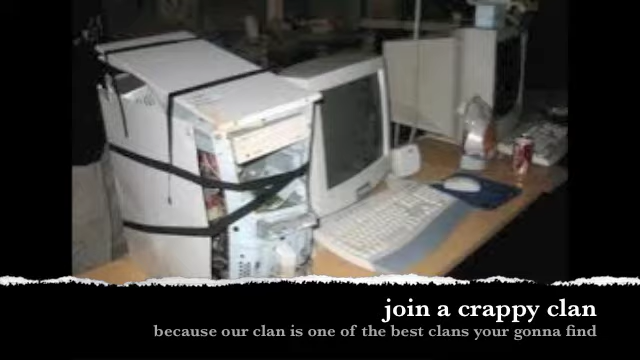 join a crappy clan
because our clan is one of the best clans your gonna find